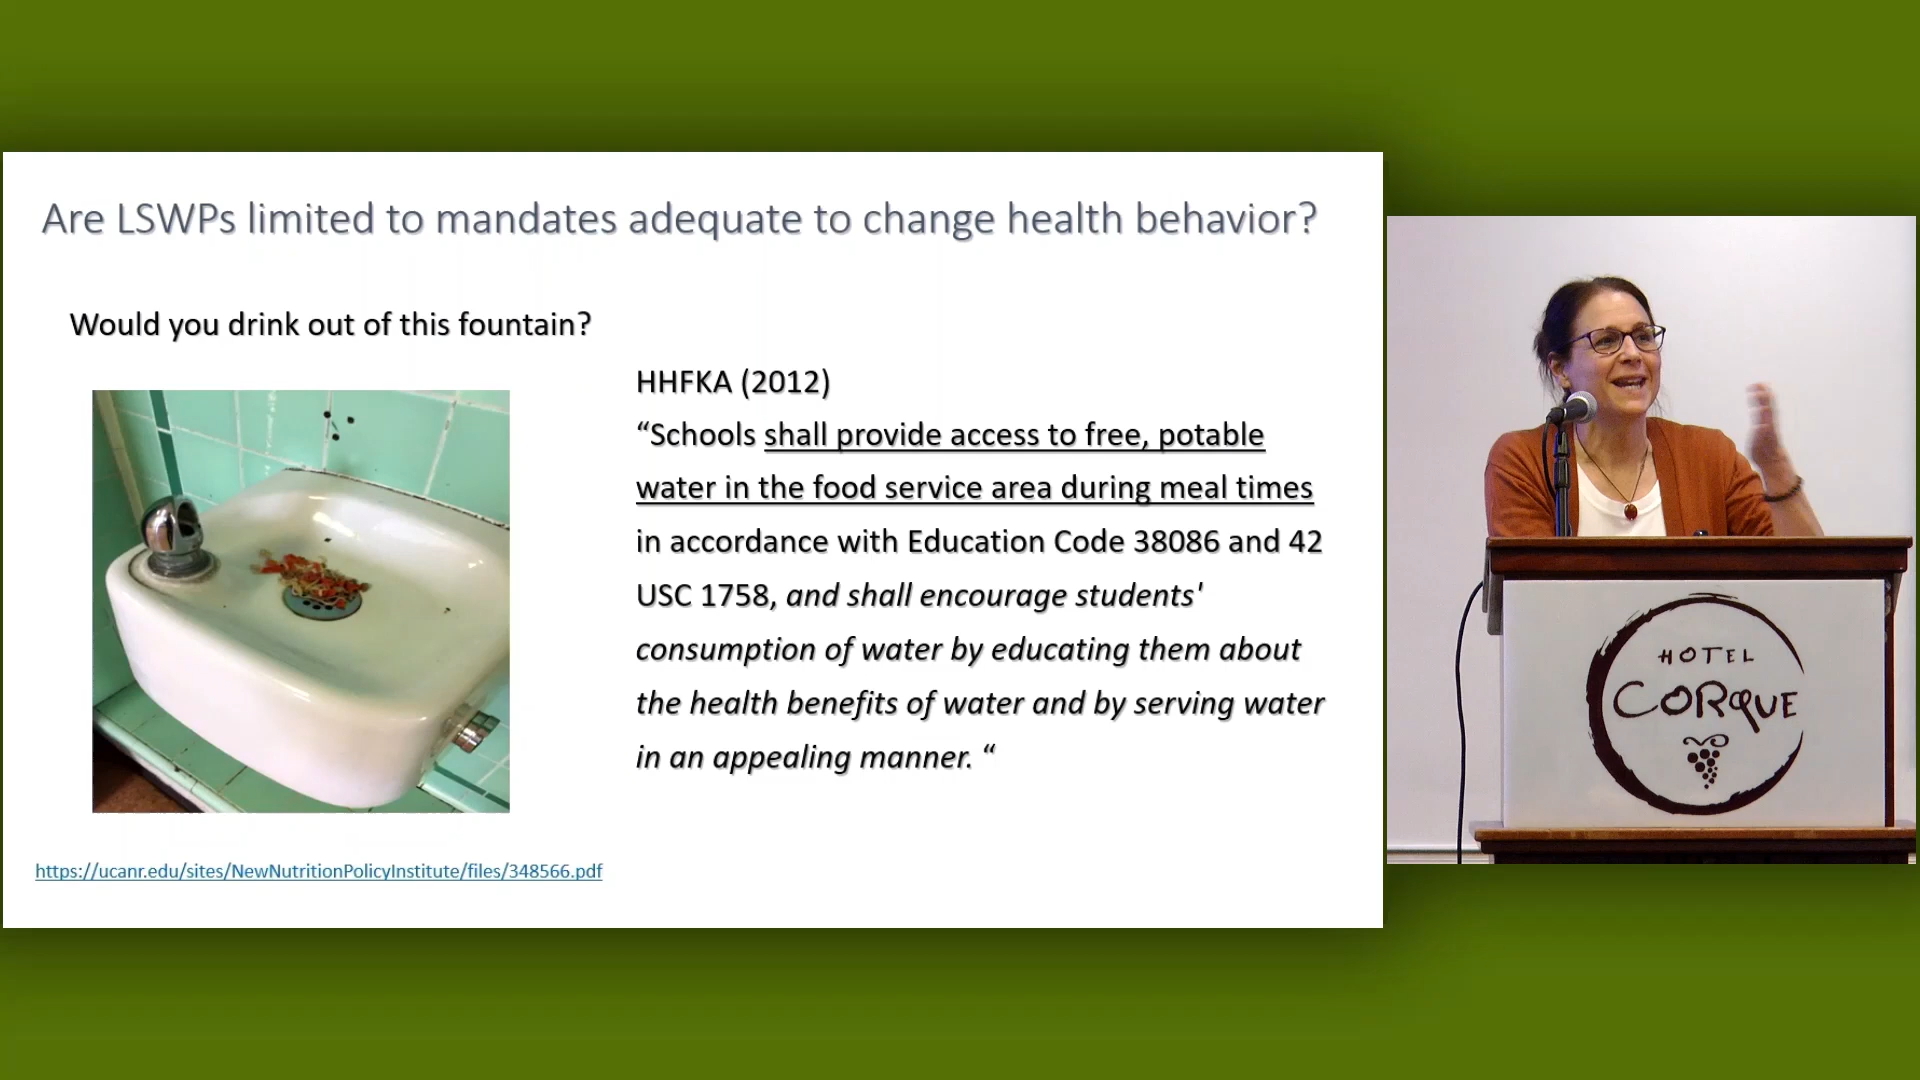 Are LSWPs limited to mandates adequate to change health behavior?
Would you drink out of this fountain?
HHFKA (2012)
“Schools shall provide access to free, potable
water in the food service area during meal times
in accordance with Education Code 38086 and 42
USC 1758, and shall encourage students'
consumption of water by educating them about
the health benefits of water and by serving water
in an appealing manner. “
https://ucanr.edu/sites/NewNutritionPolicyInstitute/files/348566.pdf
HOTEL
CORQUE